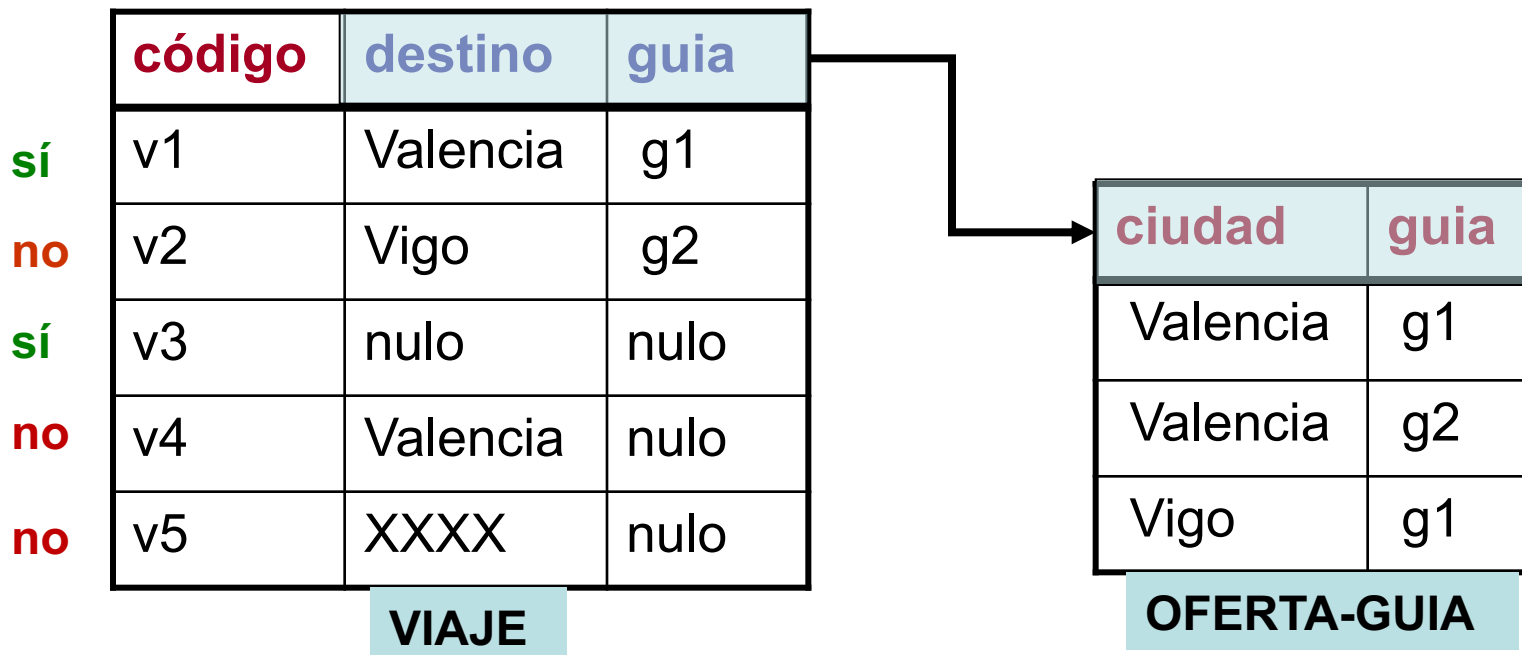 código destino guia
sí v1 Valencia g1
no v2 Vigo g2
sí v3 nulo nulo
no v4 Valencia nulo
no v5 XXXX nulo
VIAJE
ciudad guia
Valencia g1
Valencia g2
Vigo g1
OFERTA-GUIA